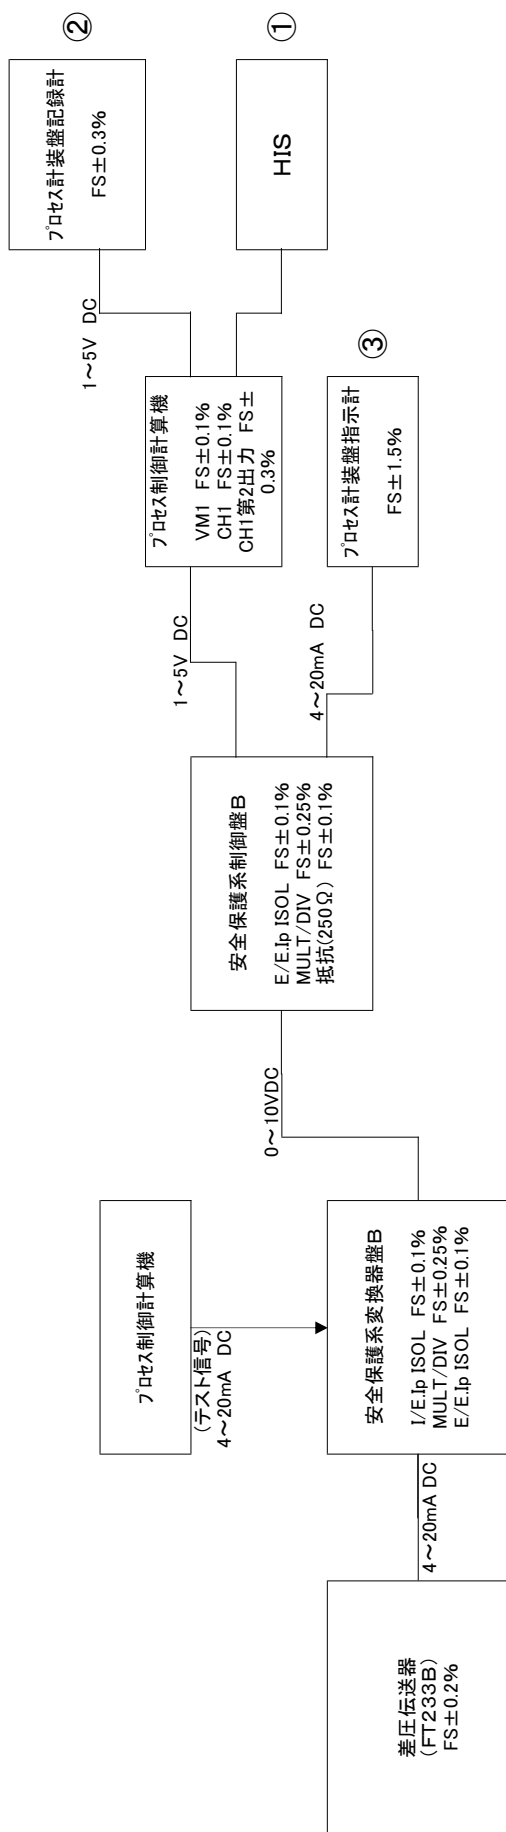 差圧伝送器
(FT233B)
FS±0.2%
4～20mA DC
プロセス制御計算機
(テスト信号)
4～20mA DC
安全保護系変換器盤B
I/E.Ip ISOL FS±0.1%
MULT/DIV FS±0.25%
E/E.Ip ISOL FS±0.1%
0～10VDC
安全保護系制御盤B
E/E.Ip ISOL FS±0.1%
MULT/DIV FS±0.25%
抵抗(250Ω) FS±0.1%
1～5V DC
4～20mA DC
プロセス制御計算機
VM1 FS±0.1%
CH1 FS±0.1%
CH1第2出力 FS±
0.3%
プロセス計装盤指示計
FS±1.5%
③
1～5V DC
プロセス計装盤記録計
FS±0.3%
②
HIS
①